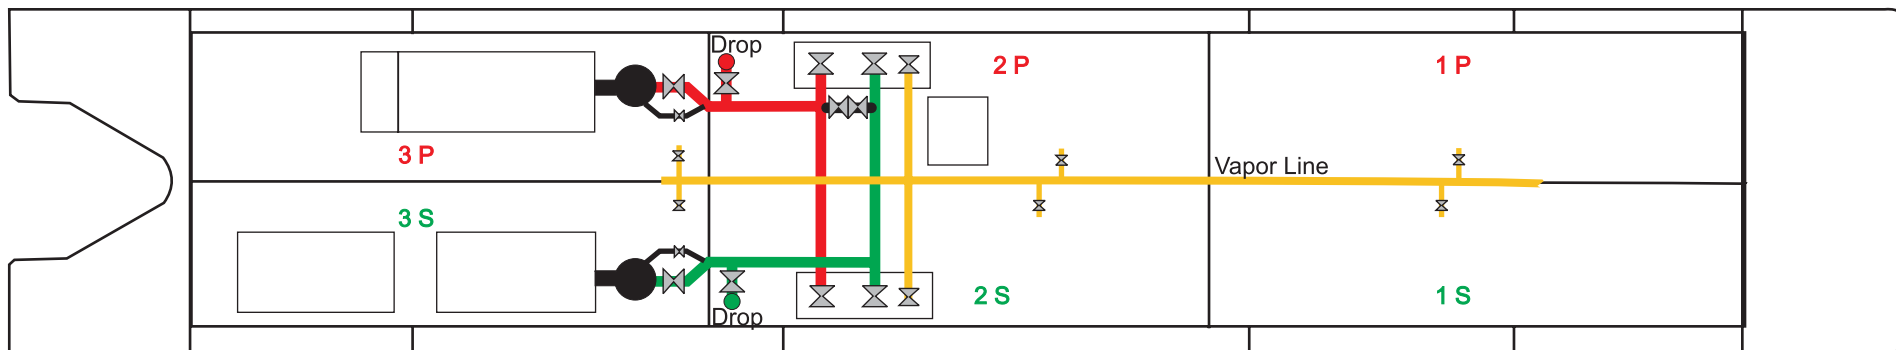 Drop
2 P
1 P
3 P
Vapor Line
3 S
2 S
1 S
Drop